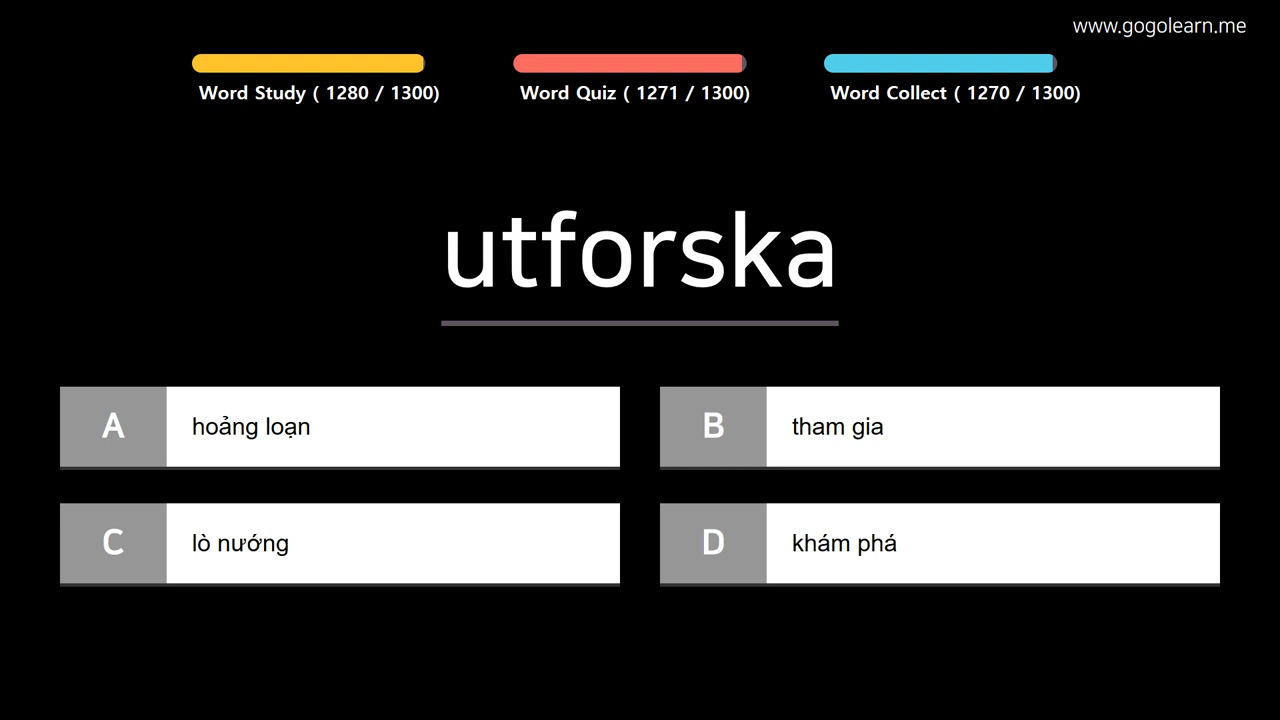 www.gogolearn.me
Word Study ( 1280 / 1300)
Word Quiz ( 1271 / 1300)
Word Collect ( 1270 / 1300)
utforska
A hoảng loạn
B tham gia
C lò nướng
D khám phá